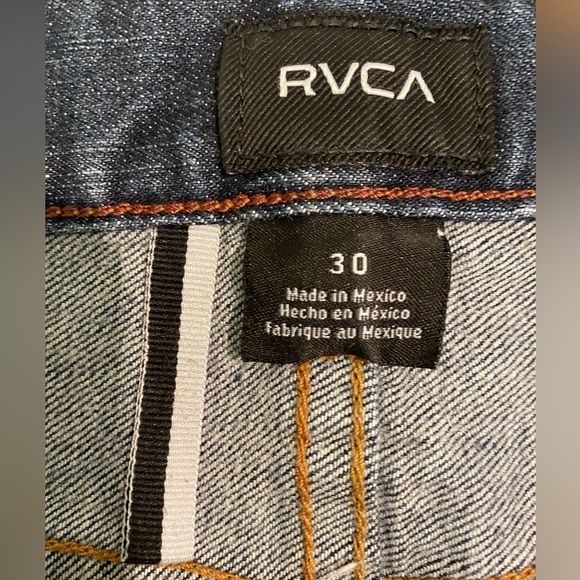 RVCA
30
Made in Mexico
Hecho en México
Fabrique au Mexique